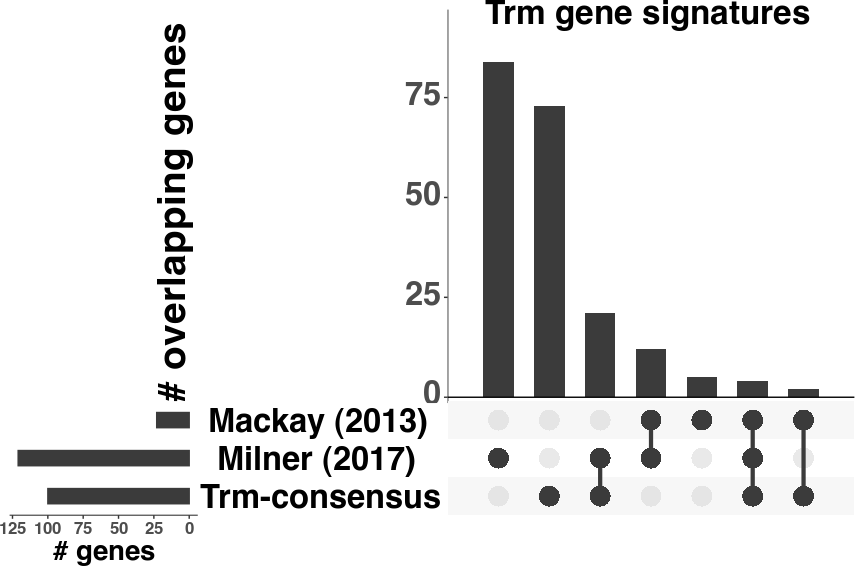 Trm gene signatures
# overlapping genes
75
50
25
0
Mackay (2013)
Milner (2017)
Trm-consensus
125 100 75 50 25 0
# genes